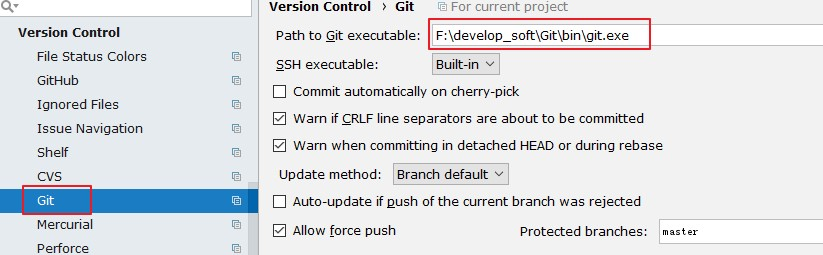 Version Control
File Status Colors
GitHub
Ignored Files
Issue Navigation
Shelf
CVS
Git
Mercurial
Perforce
Version Control › Git For current project
Path to Git executable: F:\develop_soft\Git\bin\git.exe
SSH executable: Built-in
Commit automatically on cherry-pick
Warn if CRLF line separators are about to be committed
Warn when committing in detached HEAD or during rebase
Update method: Branch default
Auto-update if push of the current branch was rejected
Allow force push Protected branches: master